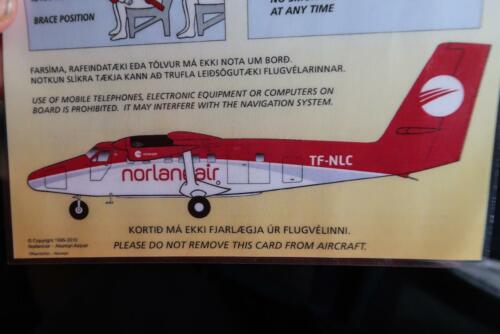 BRACE POSITION
AT ANY TIME
FARSÍMA, RAFEINDATÆKI EÐA TÖLVUR MÁ EKKI NOTA UM BORÐ.
NOTKUN SLÍKRA TÆKJA KANN AÐ TRUFLA LEIÐSÖGUTÆKI FLUGVÉLARINNAR.
USE OF MOBILE TELEPHONES, ELECTRONIC EQUIPMENT OR COMPUTERS ON
BOARD IS PROHIBITED. IT MAY INTERFERE WITH THE NAVIGATION SYSTEM.
TF-NLC
norlandair
KORTIÐ MÁ EKKI FJARLÆGJA ÚR FLUGVÉLINNI.
© Copyright 1995-2010
PLEASE DO NOT REMOVE THIS CARD FROM AIRCRAFT.